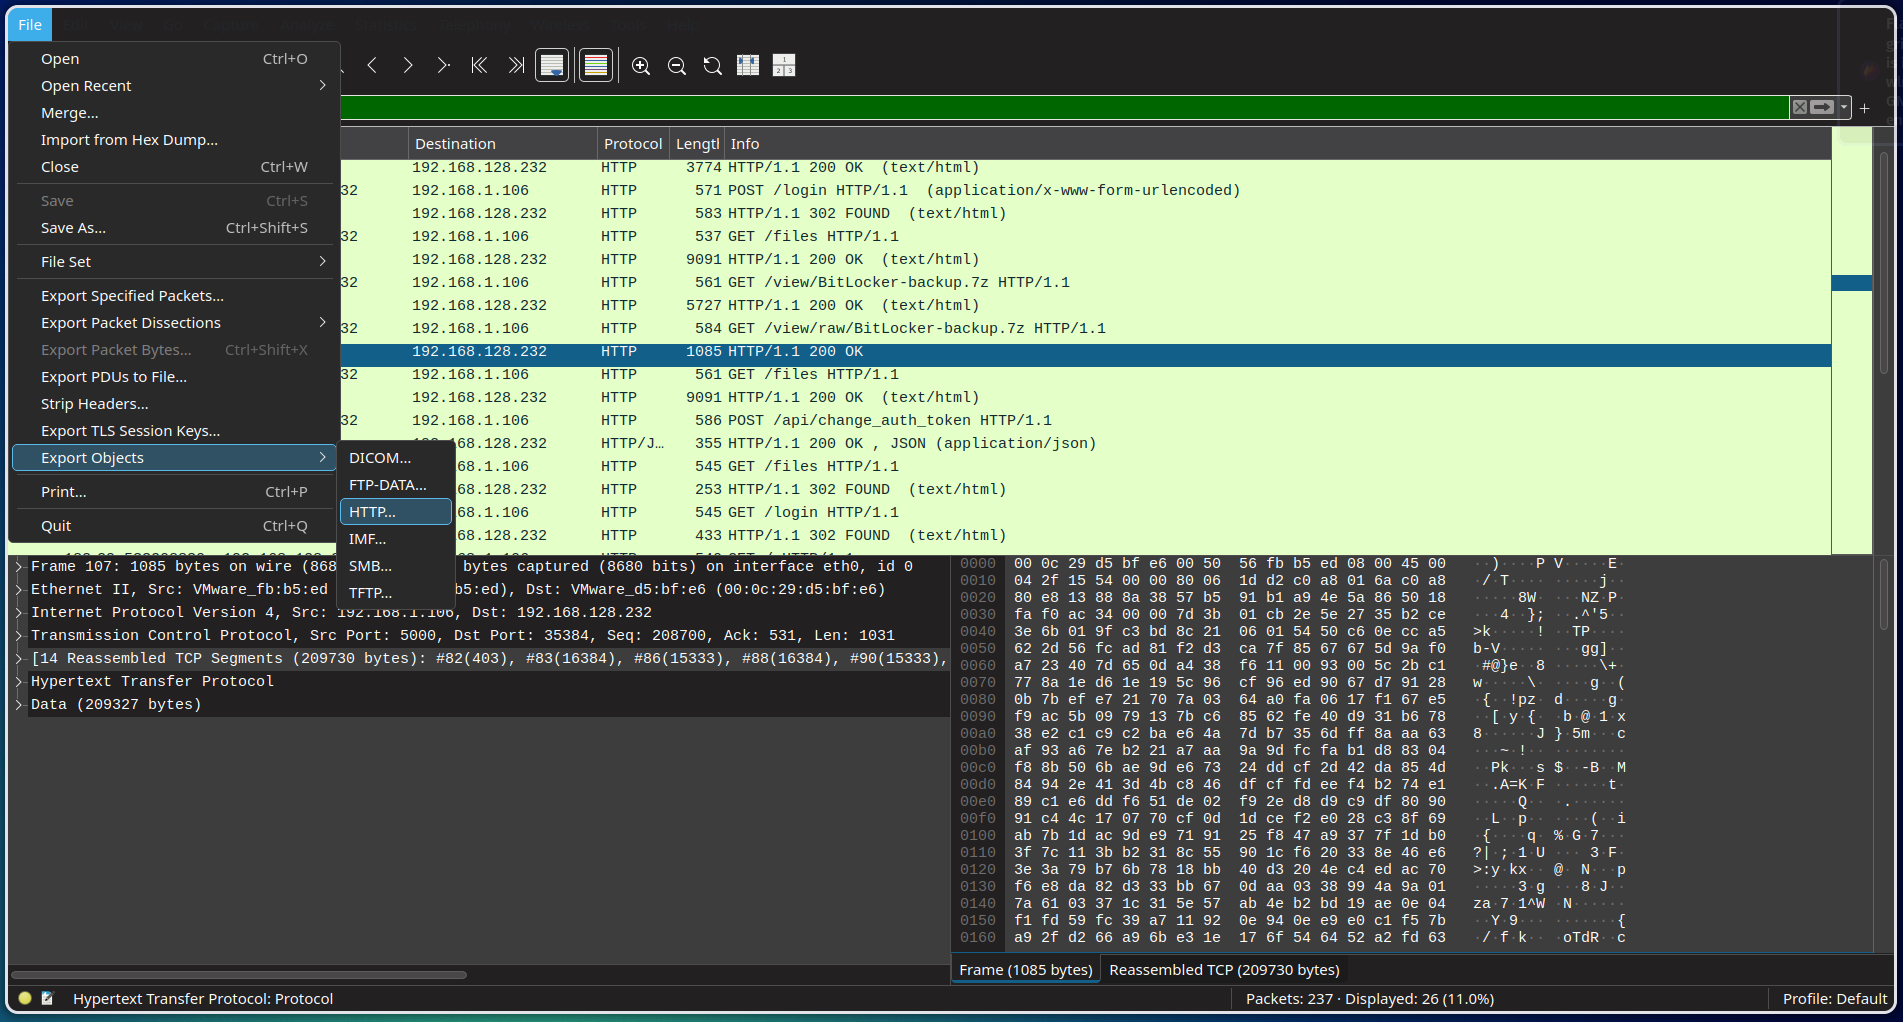 File
Open Ctrl+O
Open Recent
Merge...
Import from Hex Dump...
Close Ctrl+W
Save Ctrl+S
Save As... Ctrl+Shift+S
File Set
Export Specified Packets...
Export Packet Dissections
Export Packet Bytes... Ctrl+Shift+X
Export PDUs to File...
Strip Headers...
Export TLS Session Keys...
Export Objects
Print... Ctrl+P
Quit Ctrl+Q
DICOM...
FTP-DATA...
HTTP...
IMF...
SMB...
TFTP...
Destination Protocol Lengtl Info
192.168.128.232 HTTP 3774 HTTP/1.1 200 OK (text/html)
32 192.168.1.106 HTTP 571 POST /login HTTP/1.1 (application/x-www-form-urlencoded)
192.168.128.232 HTTP 583 HTTP/1.1 302 FOUND (text/html)
32 192.168.1.106 HTTP 537 GET /files HTTP/1.1
192.168.128.232 HTTP 9091 HTTP/1.1 200 OK (text/html)
32 192.168.1.106 HTTP 561 GET /view/BitLocker-backup.7z HTTP/1.1
192.168.128.232 HTTP 5727 HTTP/1.1 200 OK (text/html)
32 192.168.1.106 HTTP 584 GET /view/raw/BitLocker-backup.7z HTTP/1.1
192.168.128.232 HTTP 1085 HTTP/1.1 200 OK
32 192.168.1.106 HTTP 561 GET /files HTTP/1.1
192.168.128.232 HTTP 9091 HTTP/1.1 200 OK (text/html)
32 192.168.1.106 HTTP 586 POST /api/change_auth_token HTTP/1.1
68.128.232 HTTP/J… 355 HTTP/1.1 200 OK , JSON (application/json)
68.1.106 HTTP 545 GET /files HTTP/1.1
68.128.232 HTTP 253 HTTP/1.1 302 FOUND (text/html)
68.1.106 HTTP 545 GET /login HTTP/1.1
68.128.232 HTTP 433 HTTP/1.1 302 FOUND (text/html)
Frame 107: 1085 bytes on wire (868 bytes captured (8680 bits) on interface eth0, id 0
Ethernet II, Src: VMware_fb:b5:ed b5:ed), Dst: VMware_d5:bf:e6 (00:0c:29:d5:bf:e6)
Internet Protocol Version 4, Src: 192.168.1.106, Dst: 192.168.128.232
Transmission Control Protocol, Src Port: 5000, Dst Port: 35384, Seq: 208700, Ack: 531, Len: 1031
[14 Reassembled TCP Segments (209730 bytes): #82(403), #83(16384), #86(15333), #88(16384), #90(15333),
Hypertext Transfer Protocol
Data (209327 bytes)
0000 00 0c 29 d5 bf e6 00 50 56 fb b5 ed 08 00 45 00 ··)····P V·····E·
0010 04 2f 15 54 00 00 80 06 1d d2 c0 a8 01 6a c0 a8 ·/·T···· ·····j··
0020 80 e8 13 88 8a 38 57 b5 91 b1 a9 4e 5a 86 50 18 ·····8W· ···NZ·P·
0030 fa f0 ac 34 00 00 7d 3b 01 cb 2e 5e 27 35 b2 ce ···4··}; ··.^'5··
0040 3e 6b 01 9f c3 bd 8c 21 06 01 54 50 c6 0e cc a5 >k·····! ··TP····
0050 62 2d 56 fc ad 81 f2 d3 ca 7f 85 67 67 5d 9a f0 b-V····· ···gg]··
0060 a7 23 40 7d 65 0d a4 38 f6 11 00 93 00 5c 2b c1 ·#@}e··8 ·····\+·
0070 77 8a 1e d6 1e 19 5c 96 cf 96 ed 90 67 d7 91 28 w·····\· ····g··(
0080 0b 7b ef e7 21 70 7a 03 64 a0 fa 06 17 f1 67 e5 ·{··!pz· d·····g·
0090 f9 ac 5b 09 79 13 7b c6 85 62 fe 40 d9 31 b6 78 ··[·y·{· ·b·@·1·x
00a0 38 e2 c1 c9 c2 ba e6 4a 7d b7 35 6d ff 8a aa 63 8······J }·5m···c
00b0 af 93 a6 7e b2 21 a7 aa 9a 9d fc fa b1 d8 83 04 ···~·!·· ········
00c0 f8 8b 50 6b ae 9d e6 73 24 dd cf 2d 42 da 85 4d ··Pk···s $··-B··M
00d0 84 94 2e 41 3d 4b c8 46 df cf fd ee f4 b2 74 e1 ··.A=K·F ······t·
00e0 89 c1 e6 dd f6 51 de 02 f9 2e d8 d9 c9 df 80 90 ·····Q·· ·.······
00f0 91 c4 4c 17 07 70 cf 0d 1d ce f2 e0 28 c3 8f 69 ··L··p·· ····(··i
0100 ab 7b 1d ac 9d e9 71 91 25 f8 47 a9 37 7f 1d b0 ·{····q· %·G·7···
0110 3f 7c 11 3b b2 31 8c 55 90 1c f6 20 33 8e 46 e6 ?|·;·1·U ··· 3·F·
0120 3e 3a 79 b7 6b 78 18 bb 40 d3 20 4e c4 ed ac 70 >:y·kx·· @· N···p
0130 f6 e8 da 82 d3 33 bb 67 0d aa 03 38 99 4a 9a 01 ·····3·g ···8·J··
0140 7a 61 03 37 1c 31 5e 57 ab 4e b2 bd 19 ae 0e 04 za·7·1^W ·N······
0150 f1 fd 59 fc 39 a7 11 92 0e 94 0e e9 e0 c1 f5 7b ··Y·9··· ·······{
0160 a9 2f d2 66 a9 6b e3 1e 17 6f 54 64 52 a2 fd 63 ·/·f·k·· ·oTdR··c
Frame (1085 bytes) Reassembled TCP (209730 bytes)
Hypertext Transfer Protocol: Protocol Packets: 237 · Displayed: 26 (11.0%) Profile: Default